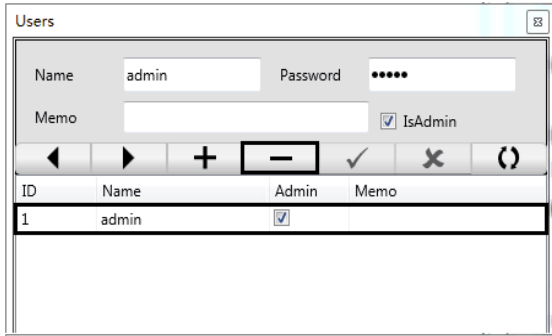 Users
Name admin Password •••••
Memo IsAdmin
ID Name Admin Memo
1 admin